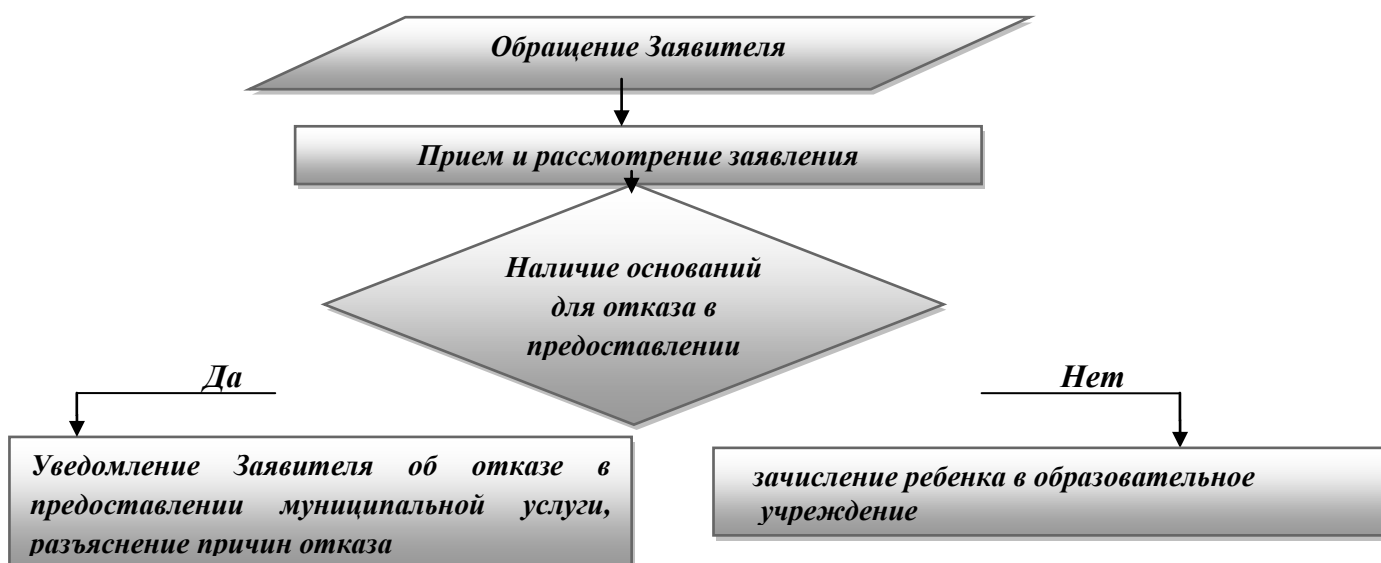 Обращение Заявителя
Прием и рассмотрение заявления
Наличие оснований
для отказа в
предоставлении
Да
Нет
Уведомление Заявителя об отказе в
предоставлении муниципальной услуги,
разъяснение причин отказа
зачисление ребенка в образовательное
учреждение